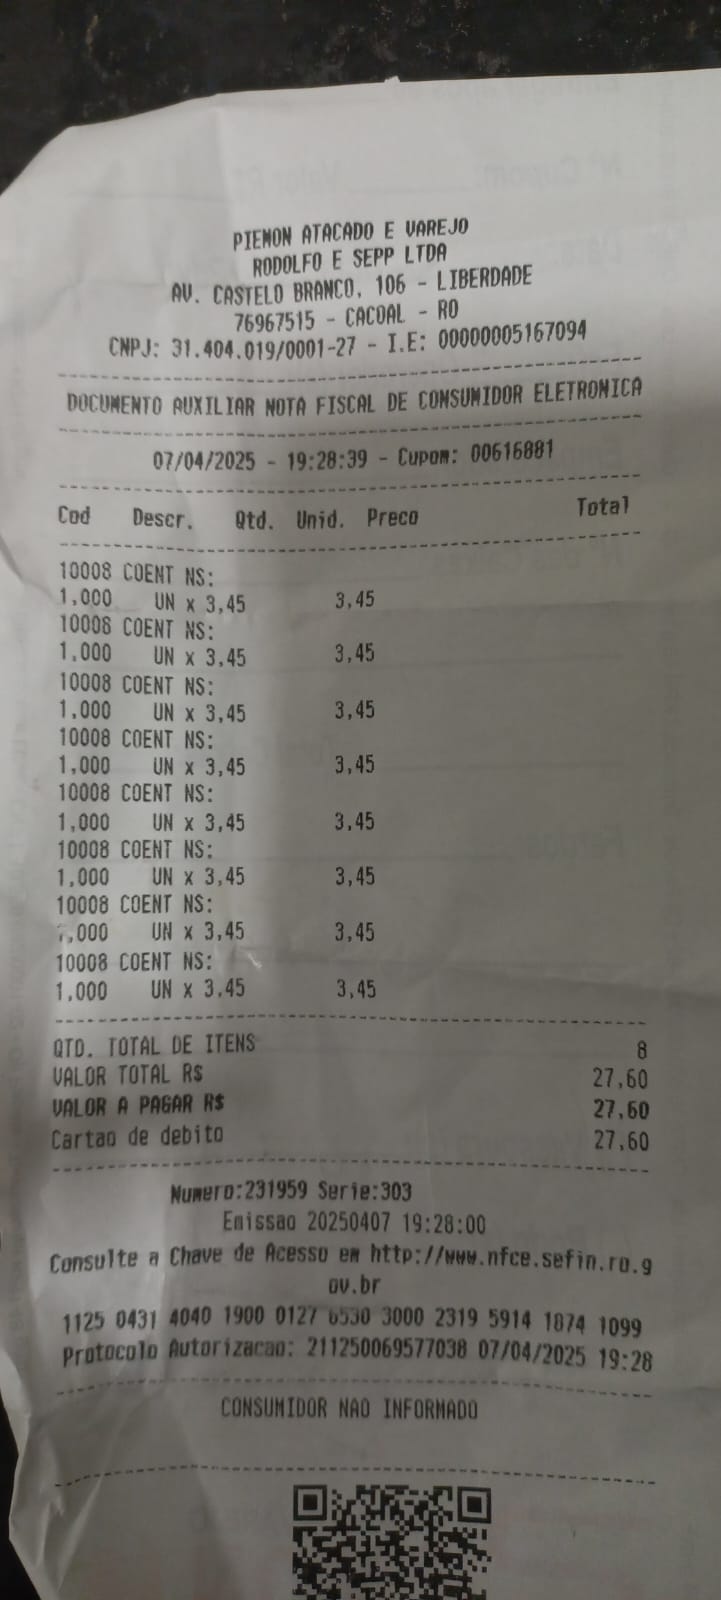 PIEMON ATACADO E VAREJO
RODOLFO E SEPP LTDA
AV. CASTELO BRANCO, 106 - LIBERDADE
76967515 - CACOAL - RO
CNPJ: 31.404.019/0001-27 - I.E: 00000005167094
DOCUMENTO AUXILIAR NOTA FISCAL DE CONSUMIDOR ELETRONICA
07/04/2025 - 19:28:39 - Cupom: 00616881
Cod Descr. Qtd. Unid. Preco Total
10008 COENT NS:
1,000 UN x 3,45 3,45
10008 COENT NS:
1,000 UN x 3,45 3,45
10008 COENT NS:
1,000 UN x 3,45 3,45
10008 COENT NS:
1,000 UN x 3,45 3,45
10008 COENT NS:
1,000 UN x 3,45 3,45
10008 COENT NS:
1,000 UN x 3,45 3,45
10008 COENT NS:
1,000 UN x 3,45 3,45
10008 COENT NS:
1,000 UN x 3,45 3,45
QTD. TOTAL DE ITENS 8
VALOR TOTAL R$ 27,60
VALOR A PAGAR R$ 27,60
Cartao de debito 27,60
Numero:231959 Serie:303
Emissao 20250407 19:28:00
Consulte a Chave de Acesso em http://www.nfce.sefin.ro.g
ov.br
1125 0431 4040 1900 0127 6530 3000 2319 5914 1874 1099
Protocolo Autorizacao: 211250069577038 07/04/2025 19:28
CONSUMIDOR NAO INFORMADO